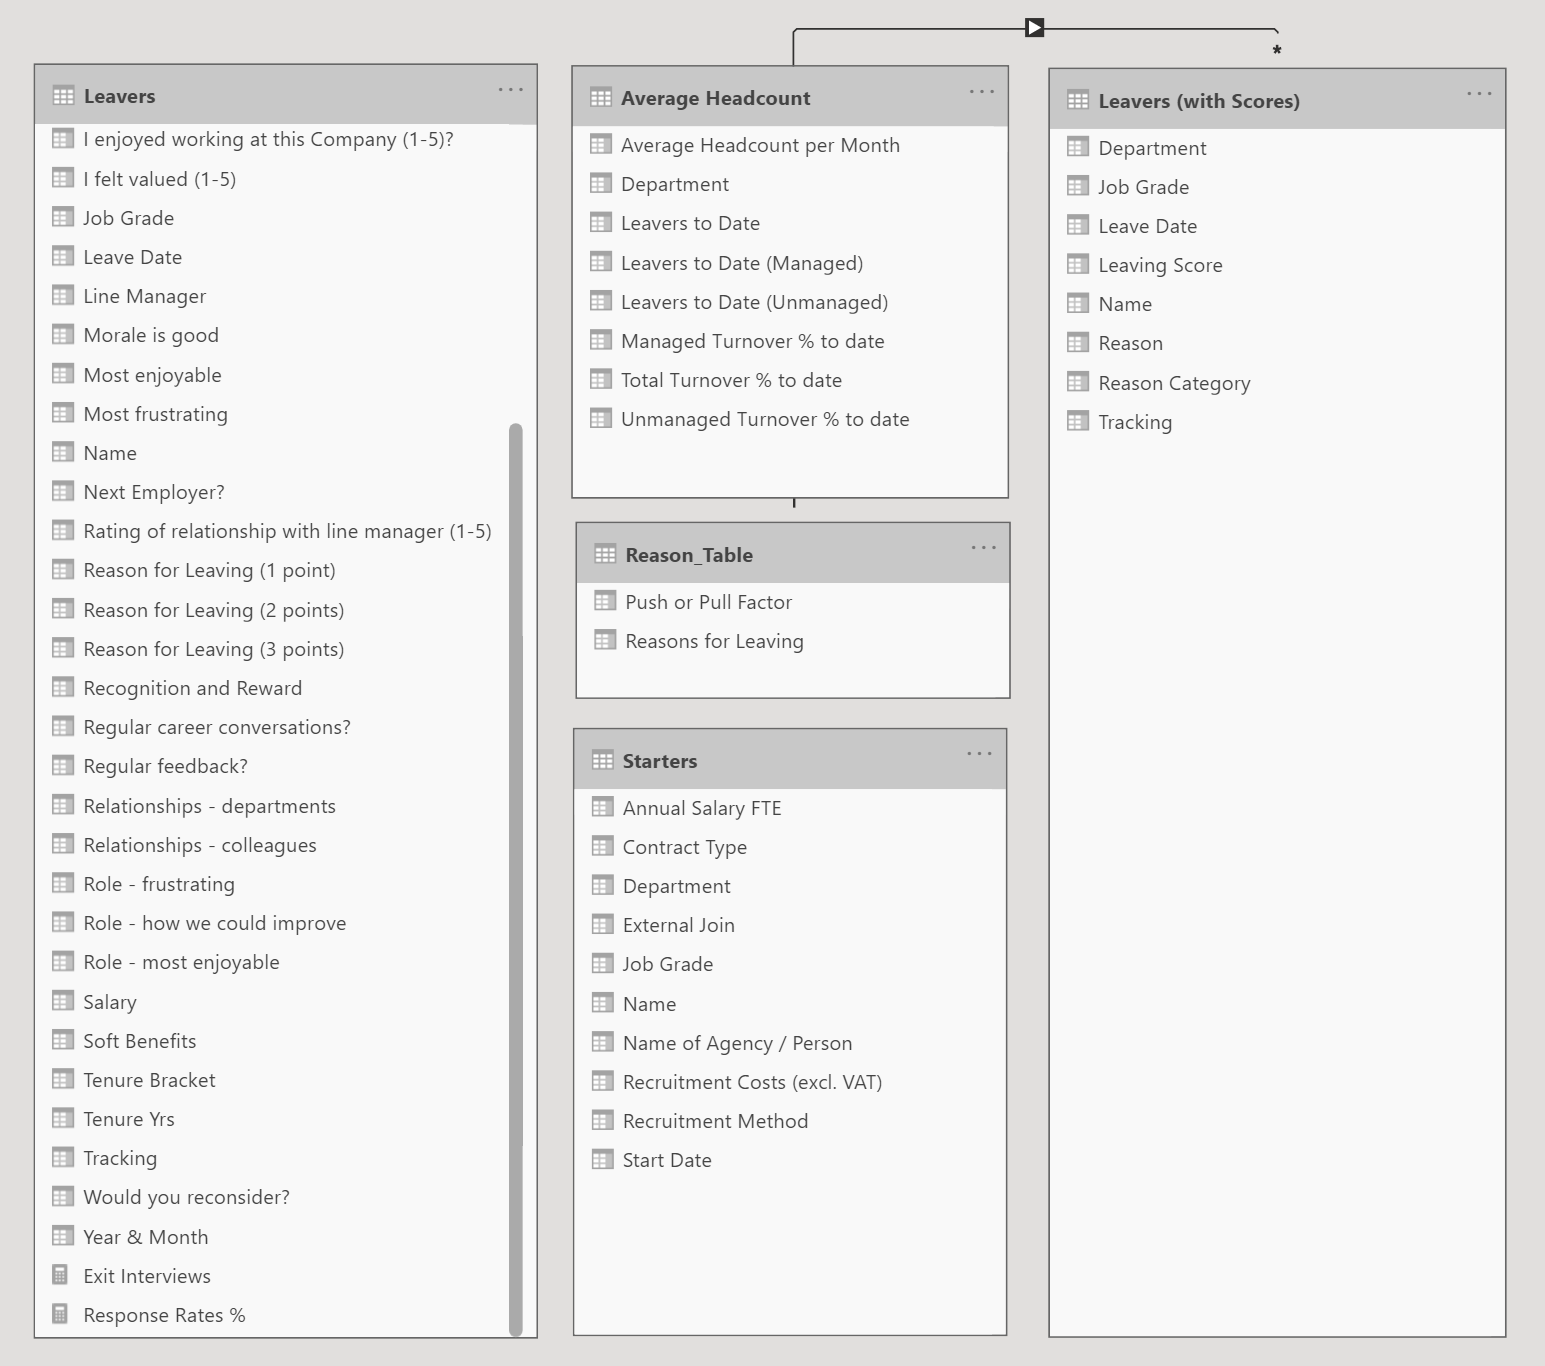 Leavers
I enjoyed working at this Company (1-5)?
I felt valued (1-5)
Job Grade
Leave Date
Line Manager
Morale is good
Most enjoyable
Most frustrating
Name
Next Employer?
Rating of relationship with line manager (1-5)
Reason for Leaving (1 point)
Reason for Leaving (2 points)
Reason for Leaving (3 points)
Recognition and Reward
Regular career conversations?
Regular feedback?
Relationships - departments
Relationships - colleagues
Role - frustrating
Role - how we could improve
Role - most enjoyable
Salary
Soft Benefits
Tenure Bracket
Tenure Yrs
Tracking
Would you reconsider?
Year & Month
Exit Interviews
Response Rates %
Average Headcount
Average Headcount per Month
Department
Leavers to Date
Leavers to Date (Managed)
Leavers to Date (Unmanaged)
Managed Turnover % to date
Total Turnover % to date
Unmanaged Turnover % to date
Reason_Table
Push or Pull Factor
Reasons for Leaving
Starters
Annual Salary FTE
Contract Type
Department
External Join
Job Grade
Name
Name of Agency / Person
Recruitment Costs (excl. VAT)
Recruitment Method
Start Date
*
Leavers (with Scores)
Department
Job Grade
Leave Date
Leaving Score
Name
Reason
Reason Category
Tracking